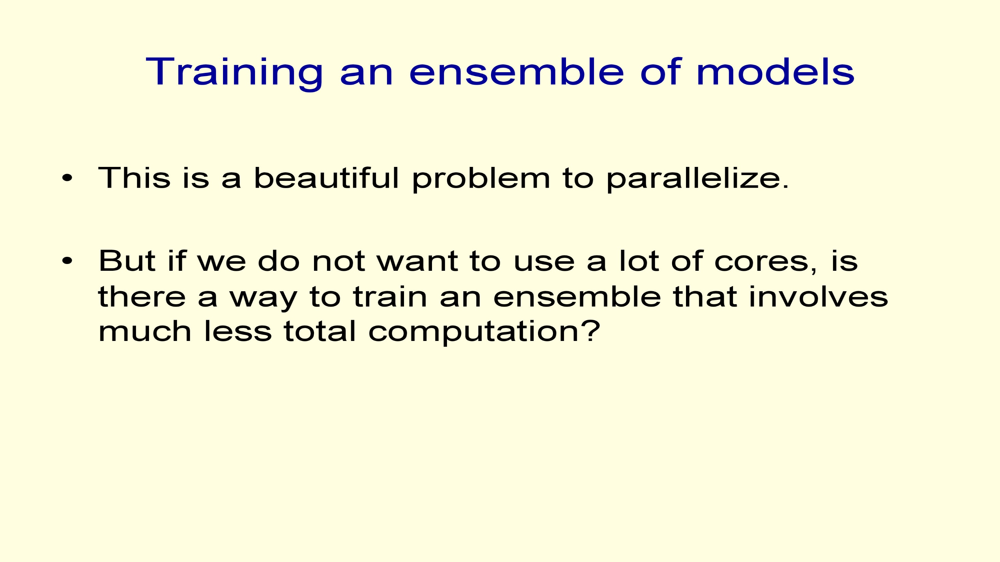 Training an ensemble of models
• This is a beautiful problem to parallelize.
• But if we do not want to use a lot of cores, is
there a way to train an ensemble that involves
much less total computation?